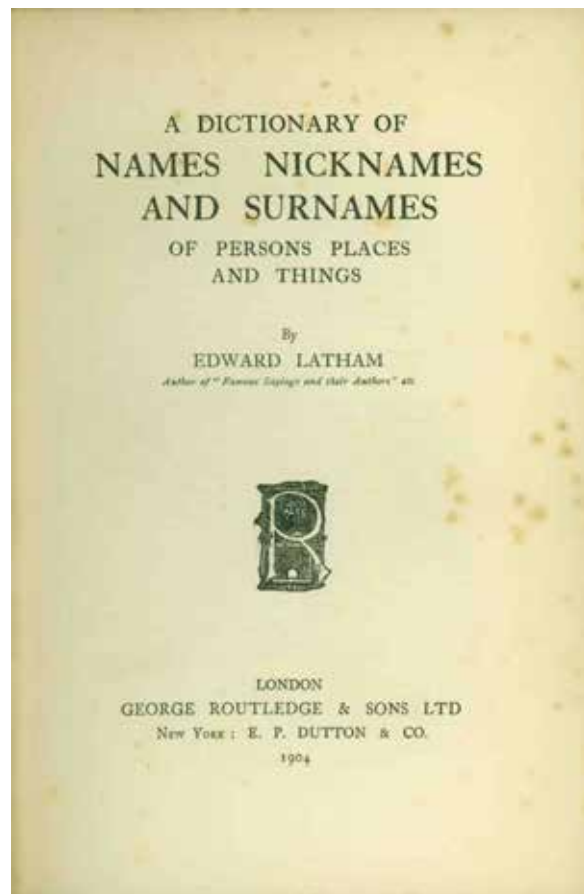 A DICTIONARY OF
NAMES NICKNAMES
AND SURNAMES
OF PERSONS PLACES
AND THINGS
By
EDWARD LATHAM
Author of "Famous Sayings and their Authors" etc
R
LONDON
GEORGE ROUTLEDGE & SONS LTD
NEW YORK: E. P. DUTTON & CO.
1904